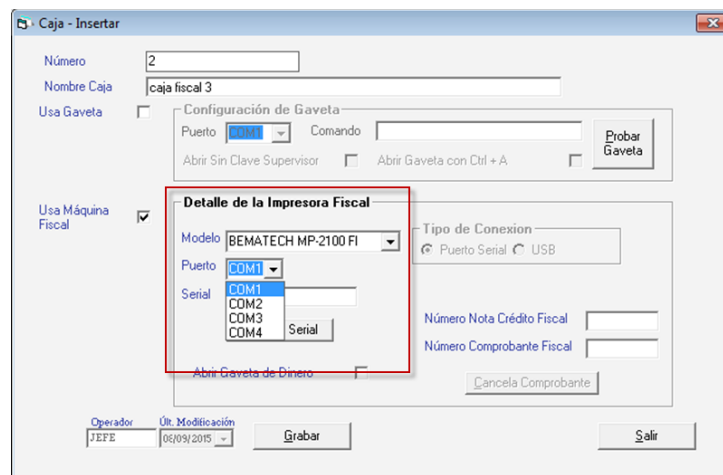 Caja - Insertar
Número 2
Nombre Caja caja fiscal 3
Usa Gaveta
Configuración de Gaveta
Puerto COM1 Comando
Probar
Gaveta
Abrir Sin Clave Supervisor Abrir Gaveta con Ctrl + A
Usa Máquina
Fiscal
Detalle de la Impresora Fiscal
Modelo BEMATECH MP-2100 FI
Tipo de Conexion
Puerto Serial USB
Puerto COM1
COM1
COM2
COM3
COM4
Serial
Serial
Número Nota Crédito Fiscal
Número Comprobante Fiscal
Abrir Gaveta de Dinero
Cancela Comprobante
Operador Últ. Modificación
JEFE 08/09/2015
Grabar
Salir